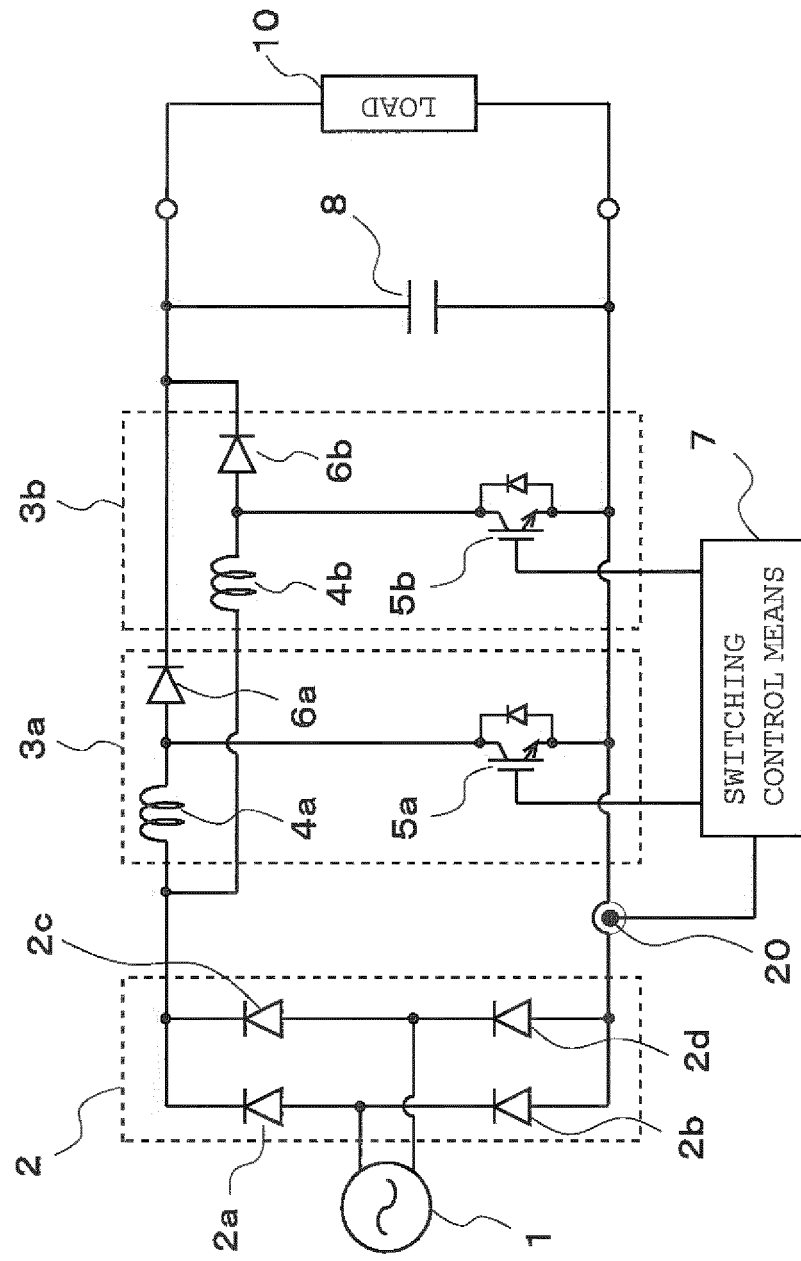 3a
3b
10
2
2c
4a
6a
4b
6b
8
LOAD
2a
5a
5b
1
2b
2d
20
7
SWITCHING
CONTROL MEANS